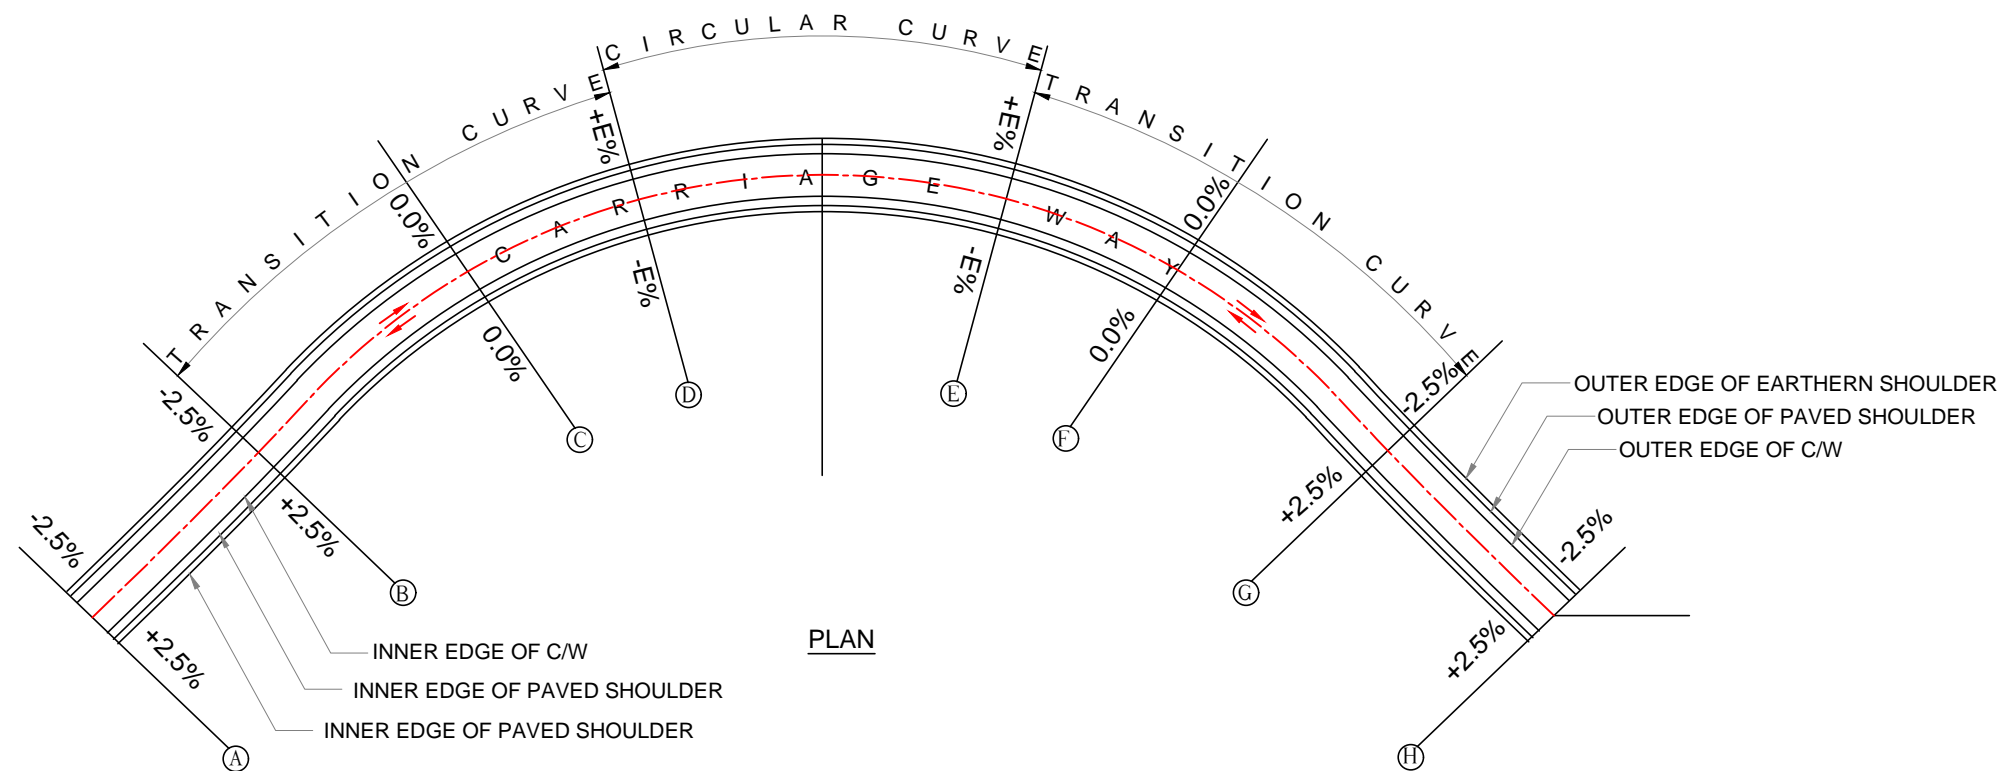 CIRCULAR CURVE
TRANSITION CURVE
TRANSITION CURVE
+E%
+E%
0.0%
0.0%
CARRIAGEWAY
-E%
-E%
0.0%
0.0%
-2.5%
-2.5%
D
E
C
F
OUTER EDGE OF EARTHERN SHOULDER
OUTER EDGE OF PAVED SHOULDER
OUTER EDGE OF C/W
+2.5%
+2.5%
-2.5%
-2.5%
B
G
PLAN
+2.5%
+2.5%
INNER EDGE OF C/W
INNER EDGE OF PAVED SHOULDER
INNER EDGE OF PAVED SHOULDER
A
H